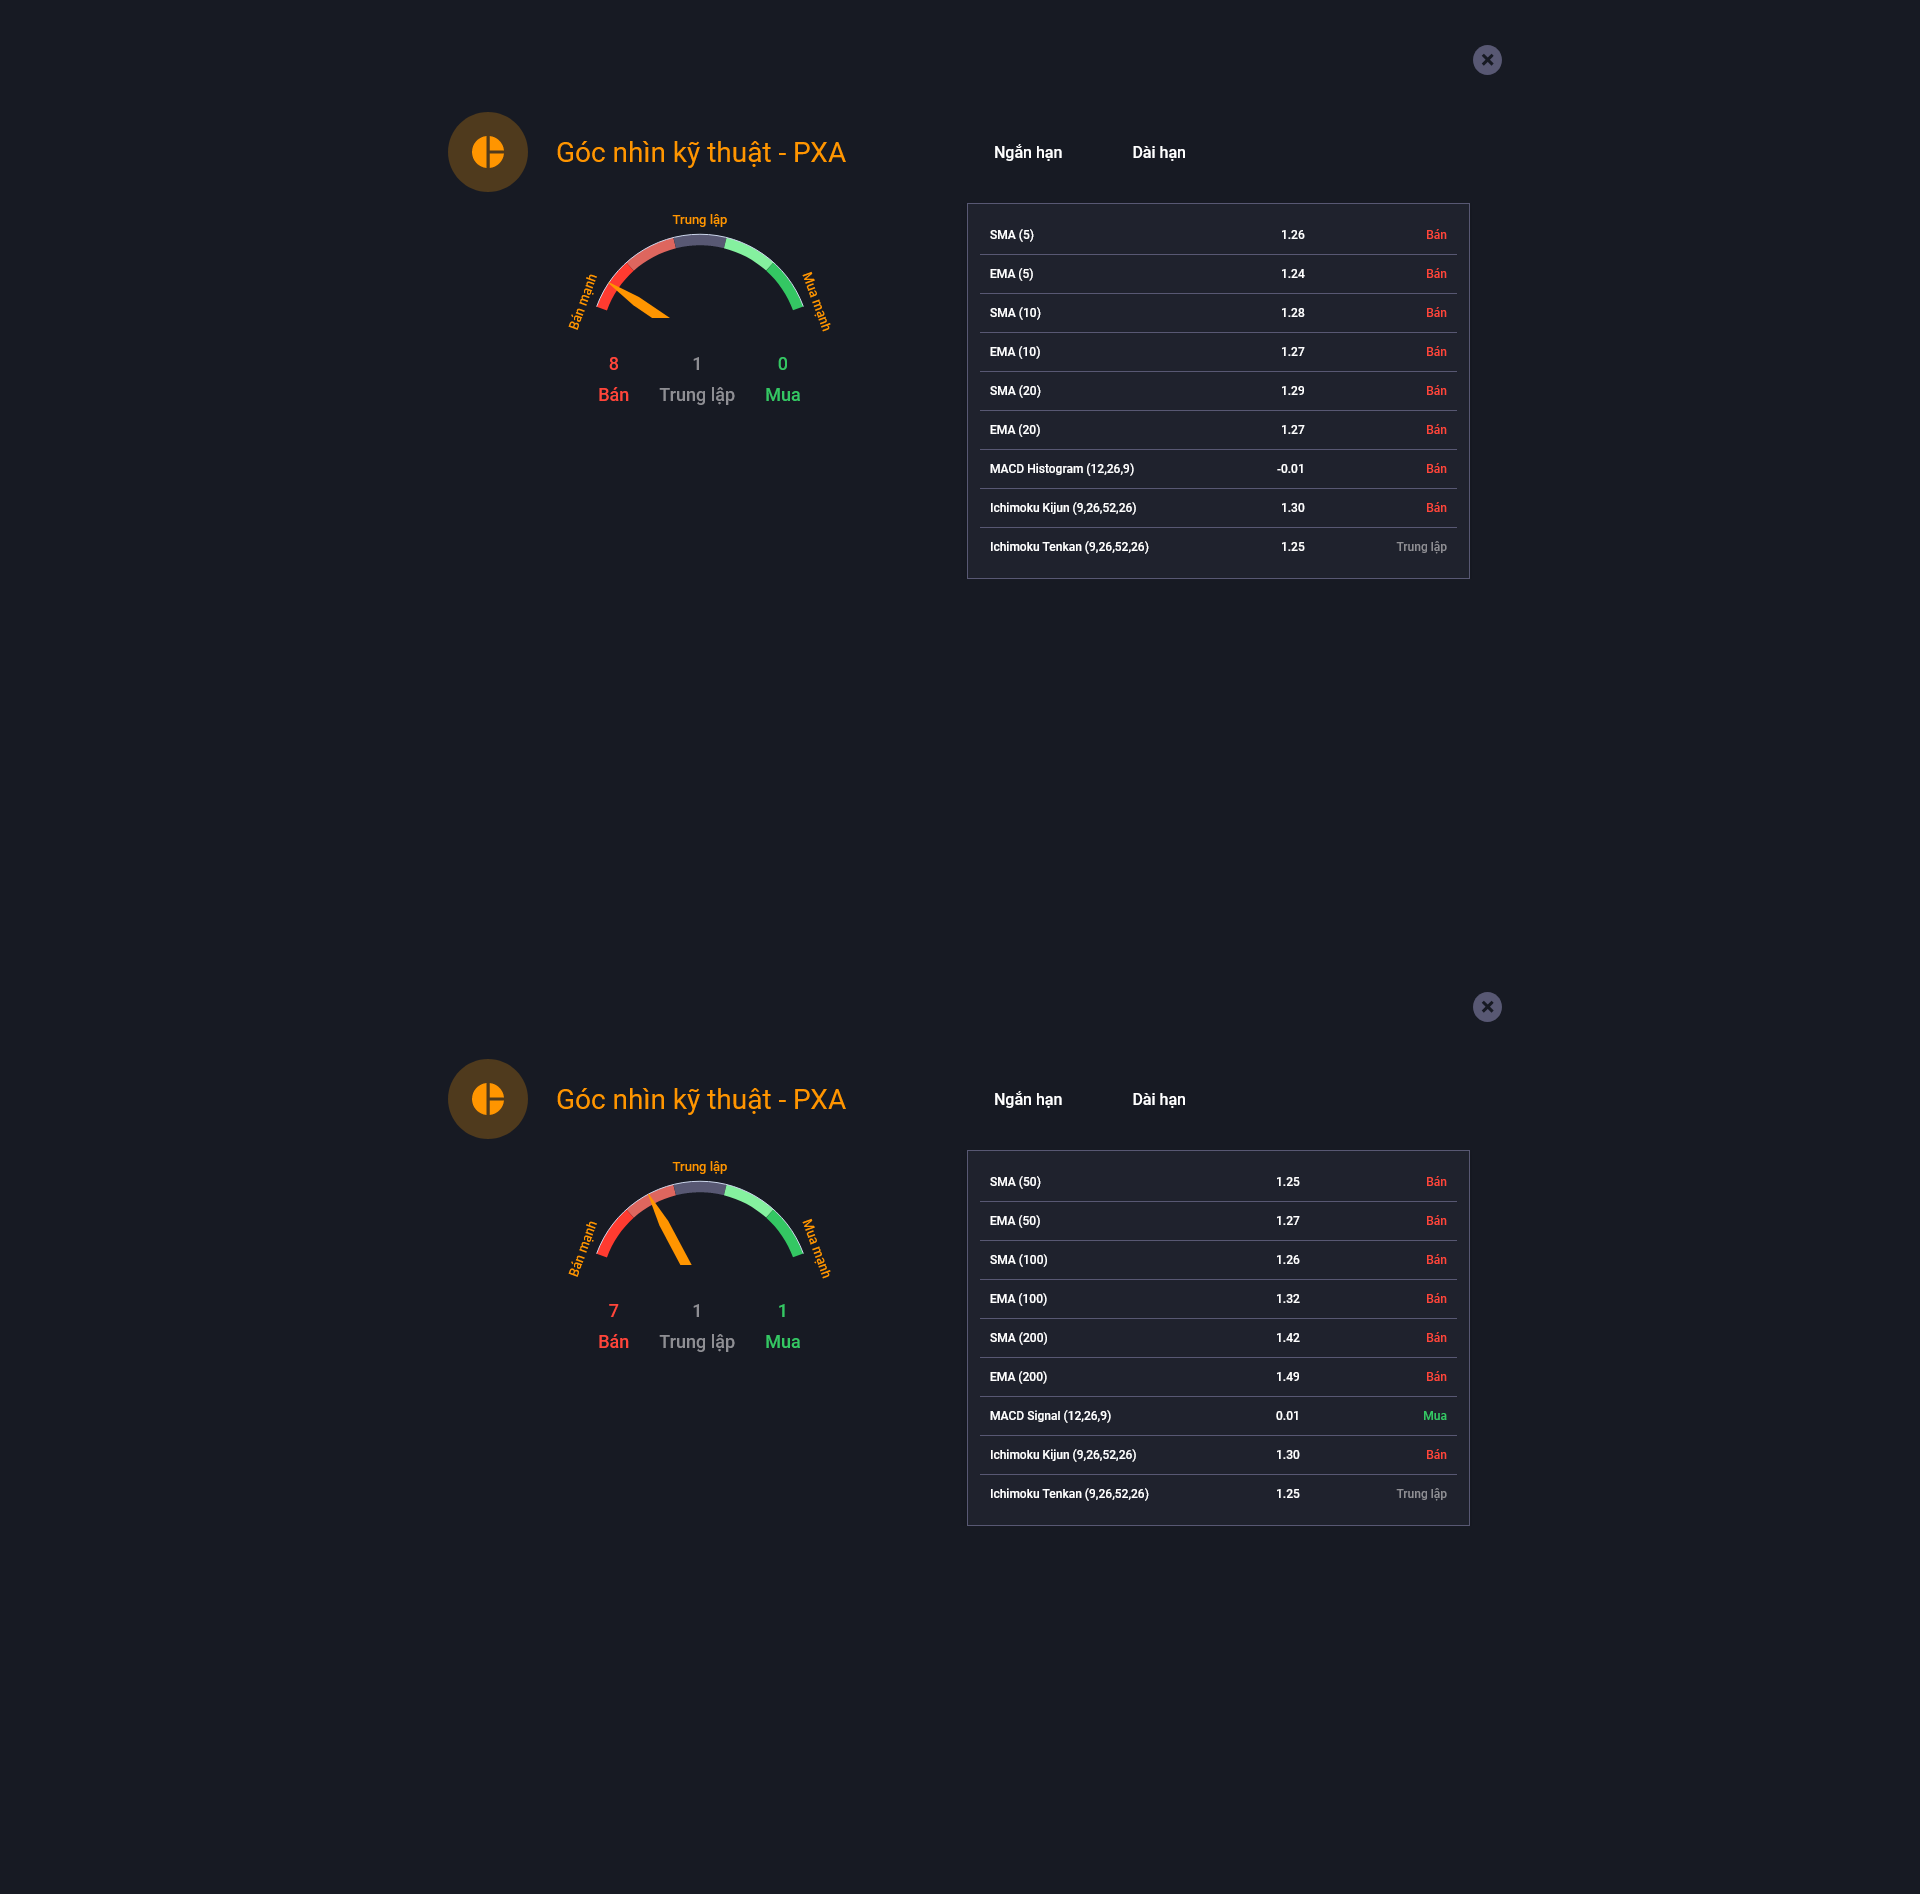 Góc nhìn kỹ thuật - PXA
Ngắn hạn Dài hạn
Trung lập
Bán mạnh
Mua mạnh
8 1 0
Bán Trung lập Mua
SMA (5) 1.26 Bán
EMA (5) 1.24 Bán
SMA (10) 1.28 Bán
EMA (10) 1.27 Bán
SMA (20) 1.29 Bán
EMA (20) 1.27 Bán
MACD Histogram (12,26,9) -0.01 Bán
Ichimoku Kijun (9,26,52,26) 1.30 Bán
Ichimoku Tenkan (9,26,52,26) 1.25 Trung lập
Góc nhìn kỹ thuật - PXA
Ngắn hạn Dài hạn
Trung lập
Bán mạnh
Mua mạnh
7 1 1
Bán Trung lập Mua
SMA (50) 1.25 Bán
EMA (50) 1.27 Bán
SMA (100) 1.26 Bán
EMA (100) 1.32 Bán
SMA (200) 1.42 Bán
EMA (200) 1.49 Bán
MACD Signal (12,26,9) 0.01 Mua
Ichimoku Kijun (9,26,52,26) 1.30 Bán
Ichimoku Tenkan (9,26,52,26) 1.25 Trung lập